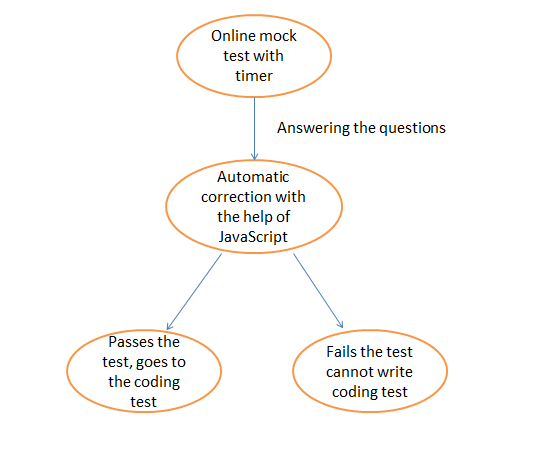 Online mock
test with
timer
Answering the questions
Automatic
correction with
the help of
JavaScript
Passes the
test, goes to
the coding
test
Fails the test
cannot write
coding test